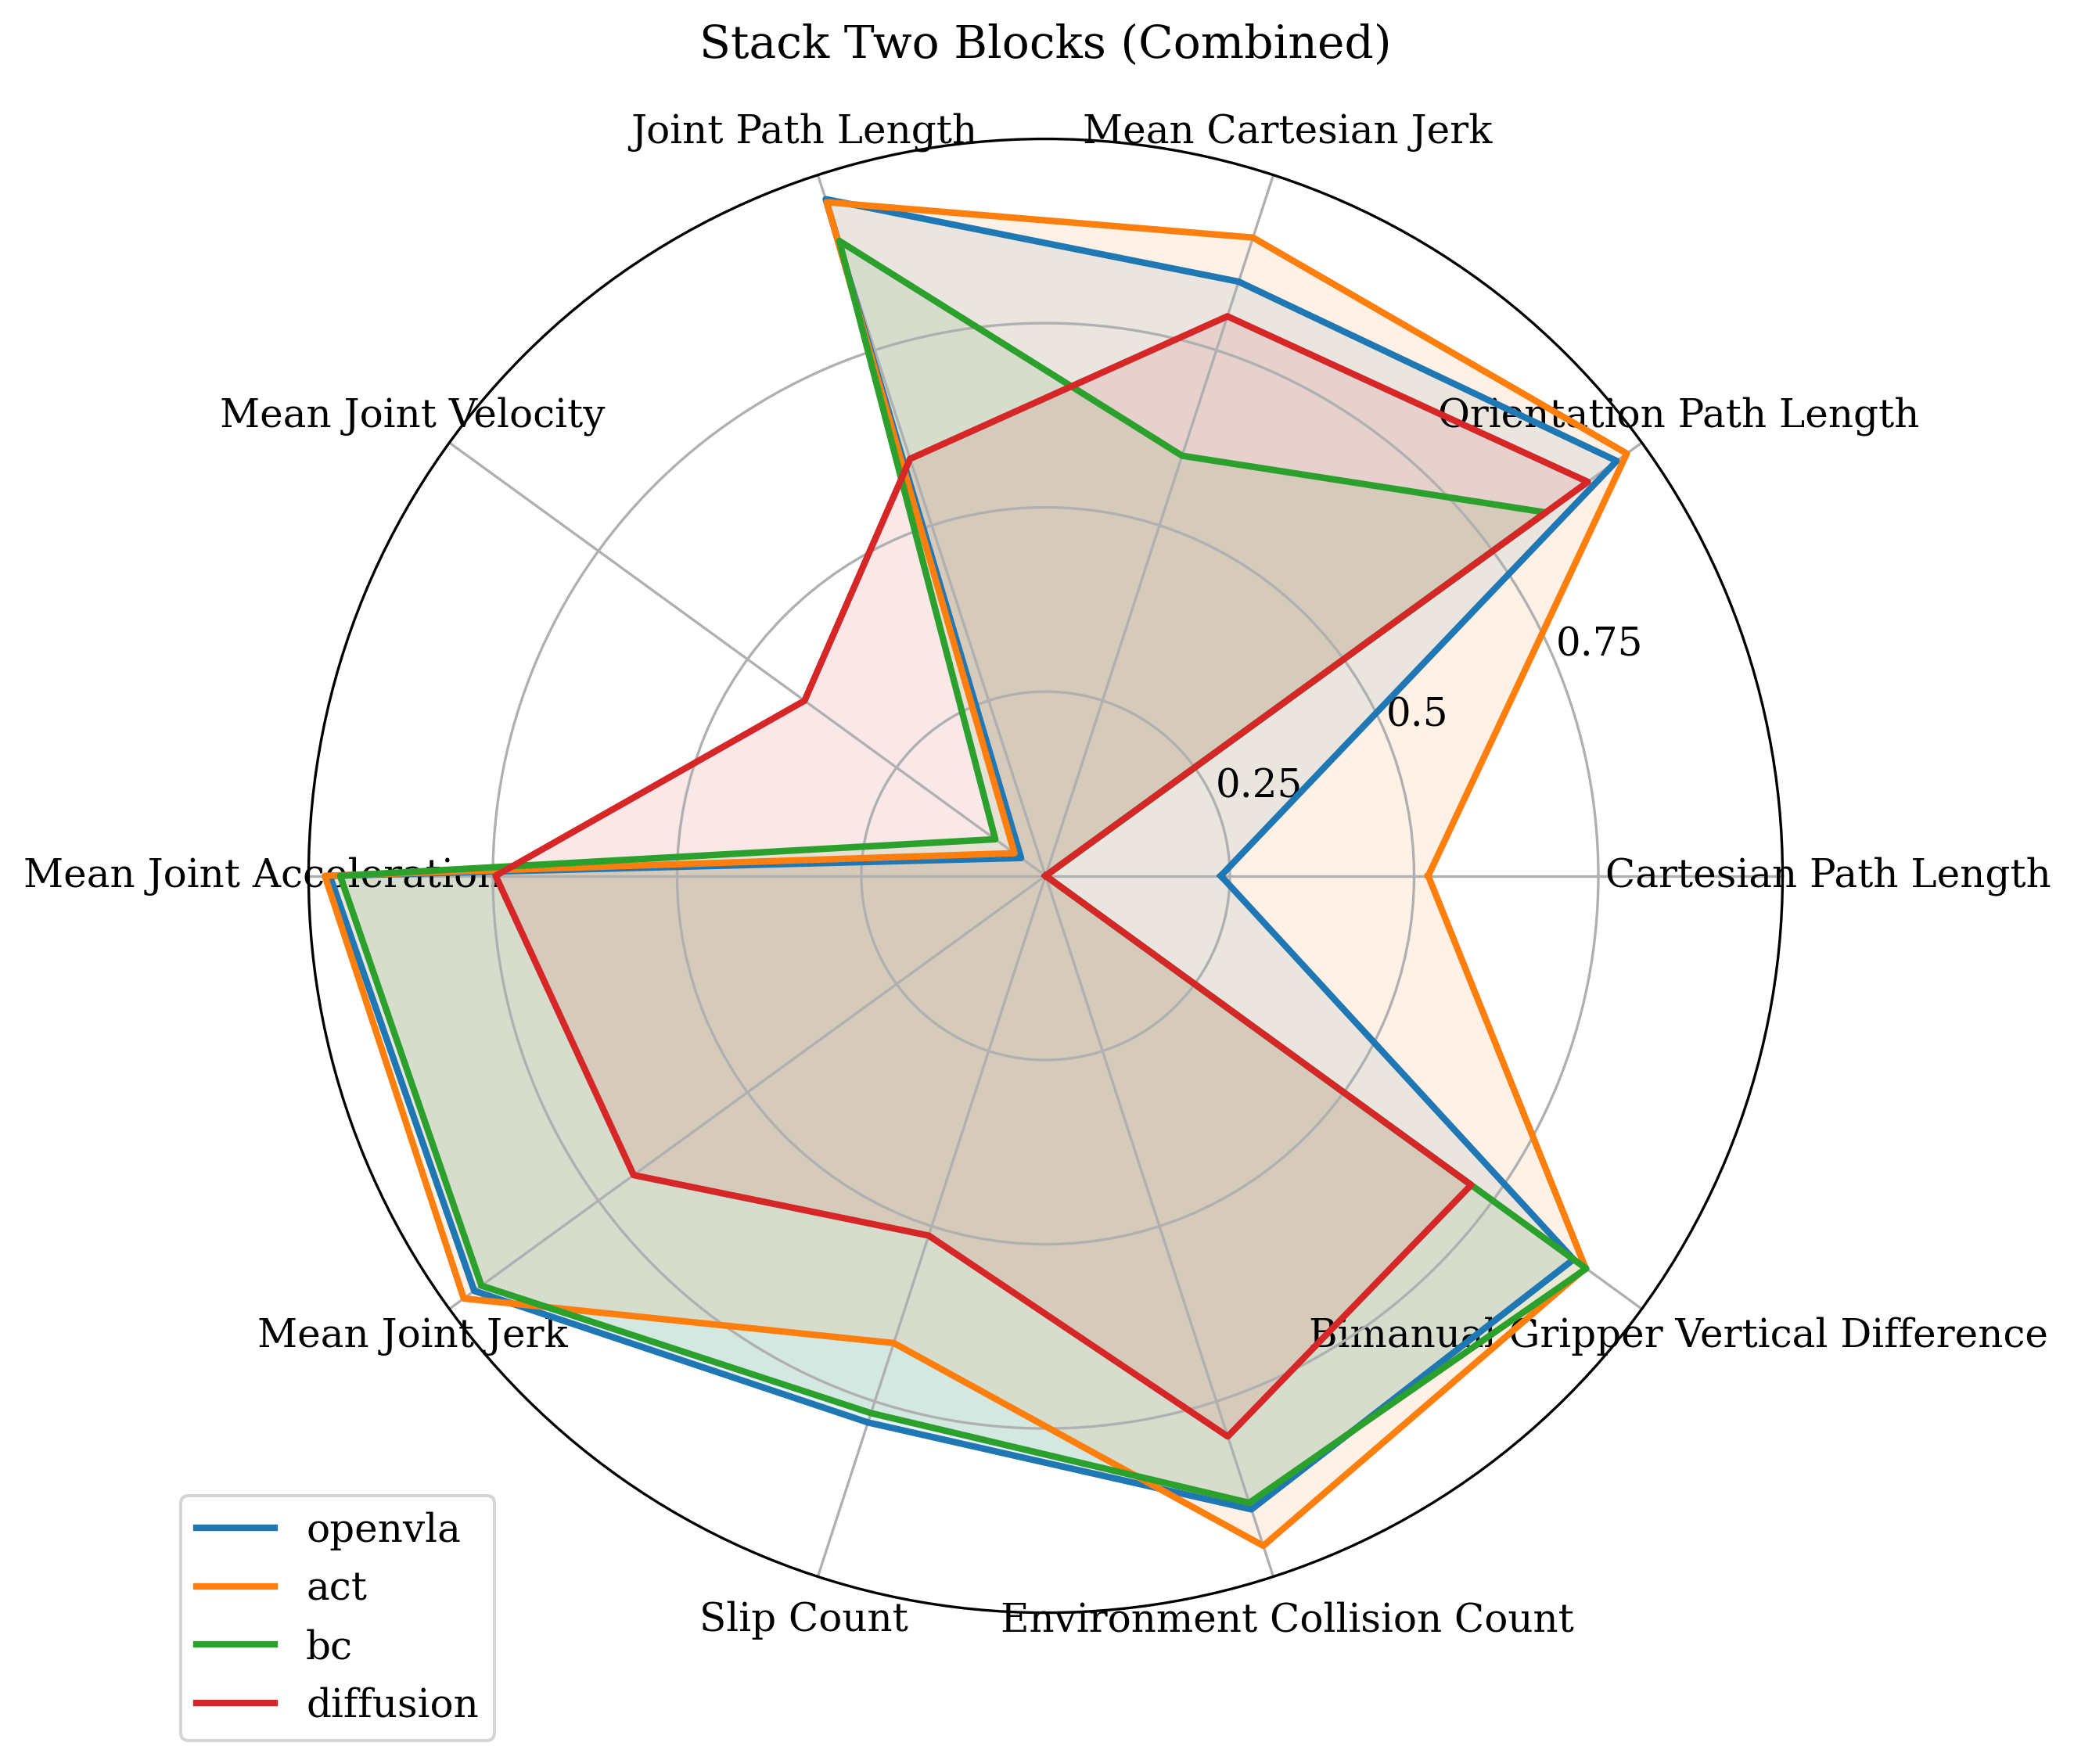 Stack Two Blocks (Combined)
Joint Path Length
Mean Cartesian Jerk
Mean Joint Velocity
Orientation Path Length
0.75
0.5
0.25
Mean Joint Acceleration
Cartesian Path Length
Mean Joint Jerk
Bimanual Gripper Vertical Difference
Slip Count
Environment Collision Count
openvla
act
bc
diffusion